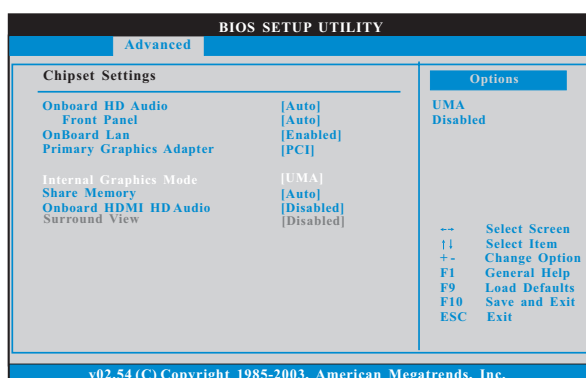 BIOS SETUP UTILITY
Advanced
Chipset Settings
Onboard HD Audio [Auto]
Front Panel [Auto]
OnBoard Lan [Enabled]
Primary Graphics Adapter [PCI]
Internal Graphics Mode [UMA]
Share Memory [Auto]
Onboard HDMI HD Audio [Disabled]
Surround View [Disabled]
Options
UMA
Disabled
←→ Select Screen
↑↓ Select Item
+- Change Option
F1 General Help
F9 Load Defaults
F10 Save and Exit
ESC Exit
v02.54 (C) Copyright 1985-2003, American Megatrends, Inc.